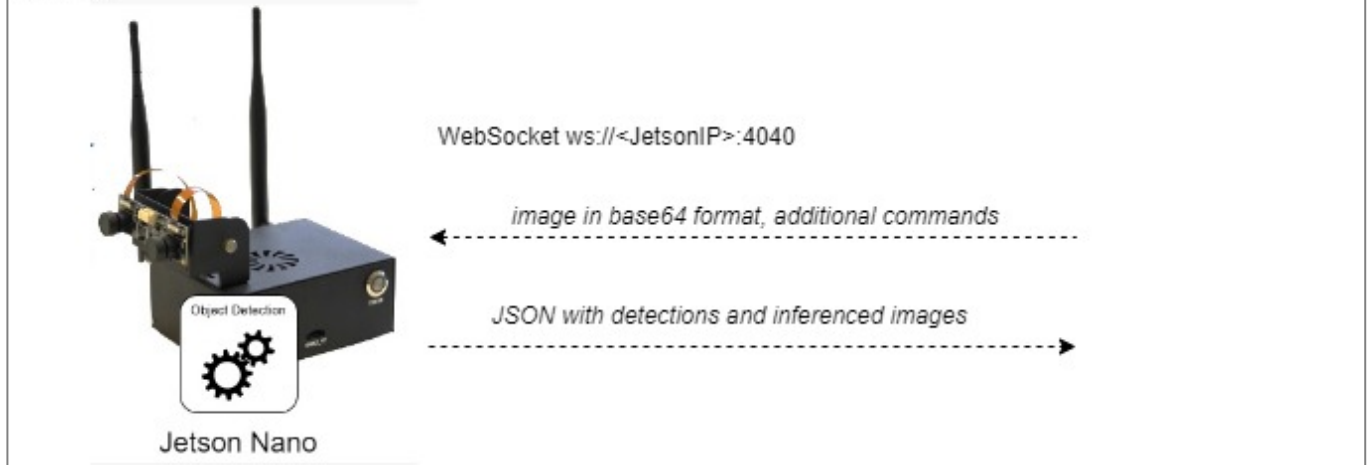 WebSocket ws://<JetsonIP>:4040
image in base64 format, additional commands
JSON with detections and inferenced images
Object Detection
Jetson Nano